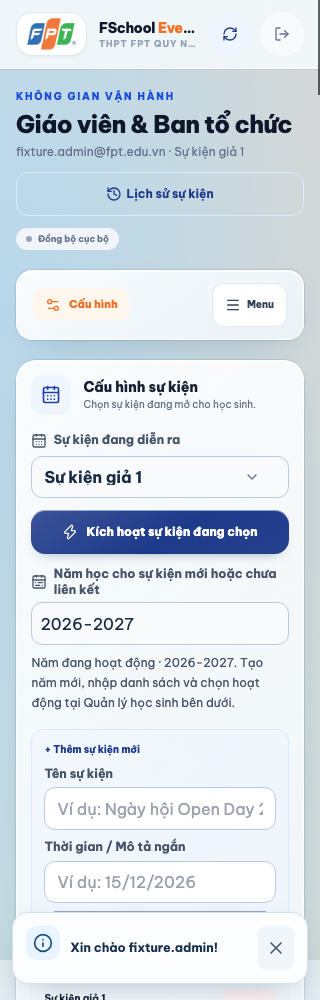 FPT
FSchool Eve...
THPT FPT QUY N...
KHÔNG GIAN VẬN HÀNH
Giáo viên & Ban tổ chức
fixture.admin@fpt.edu.vn · Sự kiện giả 1
Lịch sử sự kiện
Đồng bộ cục bộ
Cấu hình
Menu
Cấu hình sự kiện
Chọn sự kiện đang mở cho học sinh.
Sự kiện đang diễn ra
Sự kiện giả 1
Kích hoạt sự kiện đang chọn
Năm học cho sự kiện mới hoặc chưa
liên kết
2026-2027
Năm đang hoạt động · 2026-2027. Tạo
năm mới, nhập danh sách và chọn hoạt
động tại Quản lý học sinh bên dưới.
+ Thêm sự kiện mới
Tên sự kiện
Ví dụ: Ngày hội Open Day 2
Thời gian / Mô tả ngắn
Ví dụ: 15/12/2026
Xin chào fixture.admin!
Sự kiện giả 1